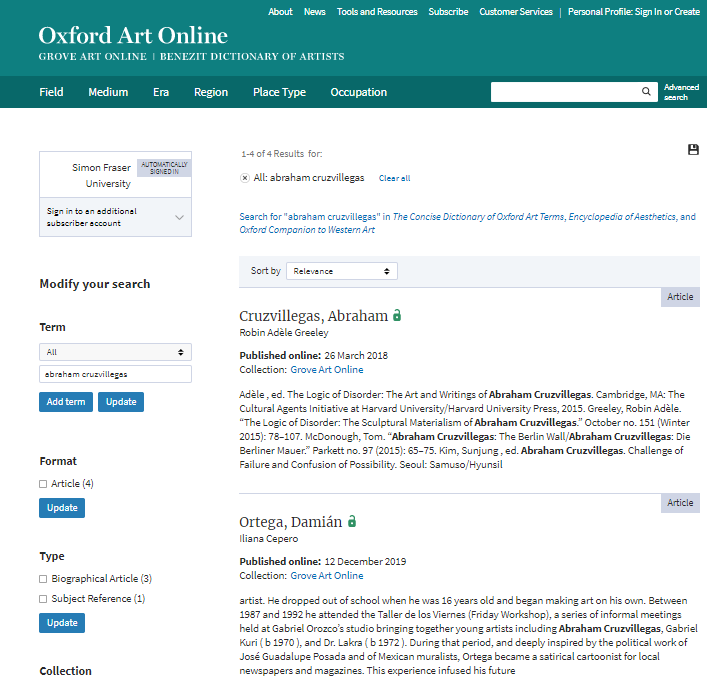 About News Tools and Resources Subscribe Customer Services | Personal Profile: Sign In or Create
Oxford Art Online
GROVE ART ONLINE | BENEZIT DICTIONARY OF ARTISTS
Field Medium Era Region Place Type Occupation
Advanced
search
Simon Fraser
University
AUTOMATICALLY
SIGNED IN
Sign in to an additional
subscriber account
Modify your search
Term
All
abraham cruzvillegas
Add term Update
Format
Article (4)
Update
Type
Biographical Article (3)
Subject Reference (1)
Update
Collection
1-4 of 4 Results for:
All: abraham cruzvillegas Clear all
Search for "abraham cruzvillegas" in The Concise Dictionary of Oxford Art Terms, Encyclopedia of Aesthetics, and
Oxford Companion to Western Art
Sort by Relevance
Article
Cruzvillegas, Abraham
Robin Adèle Greeley
Published online: 26 March 2018
Collection: Grove Art Online
Adèle , ed. The Logic of Disorder: The Art and Writings of Abraham Cruzvillegas. Cambridge, MA: The
Cultural Agents Initiative at Harvard University/Harvard University Press, 2015. Greeley, Robin Adèle.
“The Logic of Disorder: The Sculptural Materialism of Abraham Cruzvillegas.” October no. 151 (Winter
2015): 78–107. McDonough, Tom. “Abraham Cruzvillegas: The Berlin Wall/Abraham Cruzvillegas: Die
Berliner Mauer.” Parkett no. 97 (2015): 65–75. Kim, Sunjung , ed. Abraham Cruzvillegas. Challenge of
Failure and Confusion of Possibility. Seoul: Samuso/Hyunsil
Article
Ortega, Damián
Iliana Cepero
Published online: 12 December 2019
Collection: Grove Art Online
artist. He dropped out of school when he was 16 years old and began making art on his own. Between
1987 and 1992 he attended the Taller de los Viernes (Friday Workshop), a series of informal meetings
held at Gabriel Orozco’s studio bringing together young artists including Abraham Cruzvillegas, Gabriel
Kuri ( b 1970 ), and Dr. Lakra ( b 1972 ). During that period, and deeply inspired by the political work of
José Guadalupe Posada and of Mexican muralists, Ortega became a satirical cartoonist for local
newspapers and magazines. This experience infused his future